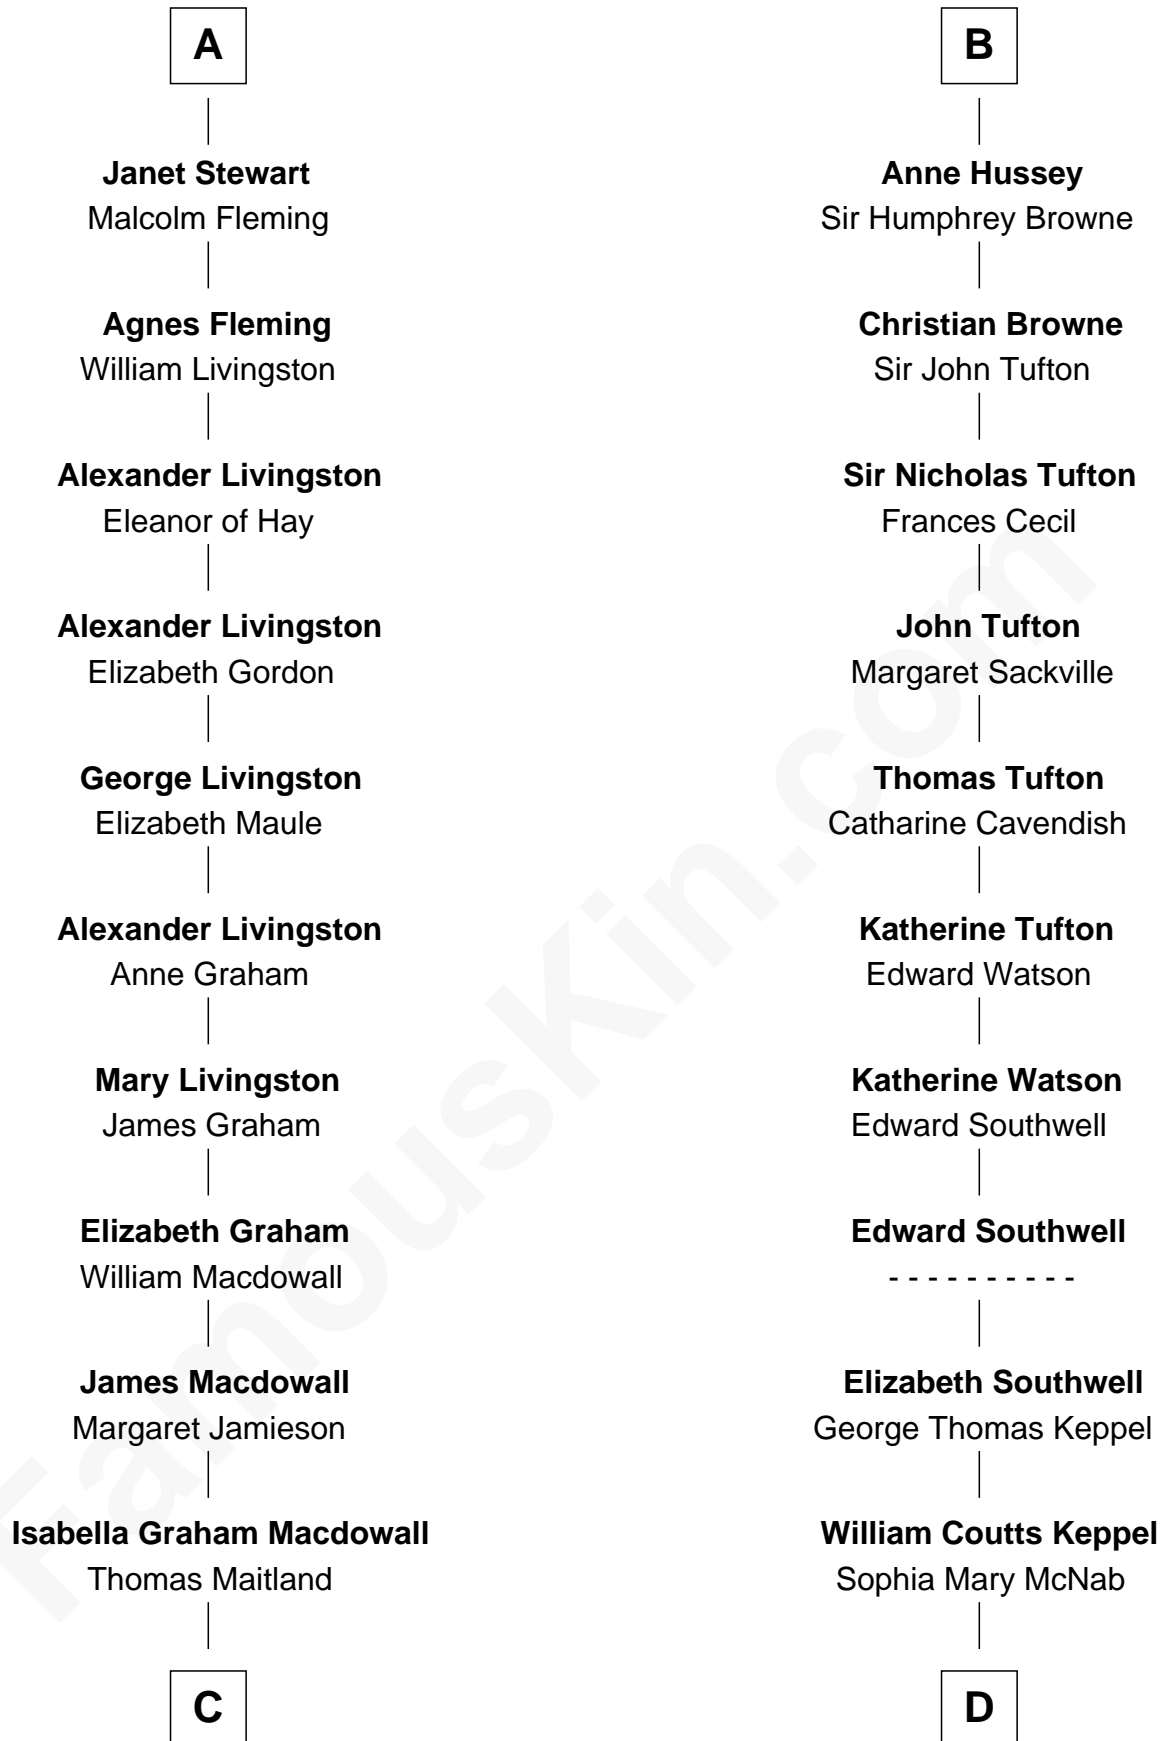 A
Janet Stewart
Malcolm Fleming
Agnes Fleming
William Livingston
Alexander Livingston
Eleanor of Hay
Alexander Livingston
Elizabeth Gordon
George Livingston
Elizabeth Maule
Alexander Livingston
Anne Graham
Mary Livingston
James Graham
Elizabeth Graham
William Macdowall
James Macdowall
Margaret Jamieson
Isabella Graham Macdowall
Thomas Maitland
C
B
Anne Hussey
Sir Humphrey Browne
Christian Browne
Sir John Tufton
Sir Nicholas Tufton
Frances Cecil
John Tufton
Margaret Sackville
Thomas Tufton
Catharine Cavendish
Katherine Tufton
Edward Watson
Katherine Watson
Edward Southwell
Edward Southwell
- - - - - - - - - -
Elizabeth Southwell
George Thomas Keppel
William Coutts Keppel
Sophia Mary McNab
D
FamousKin.com